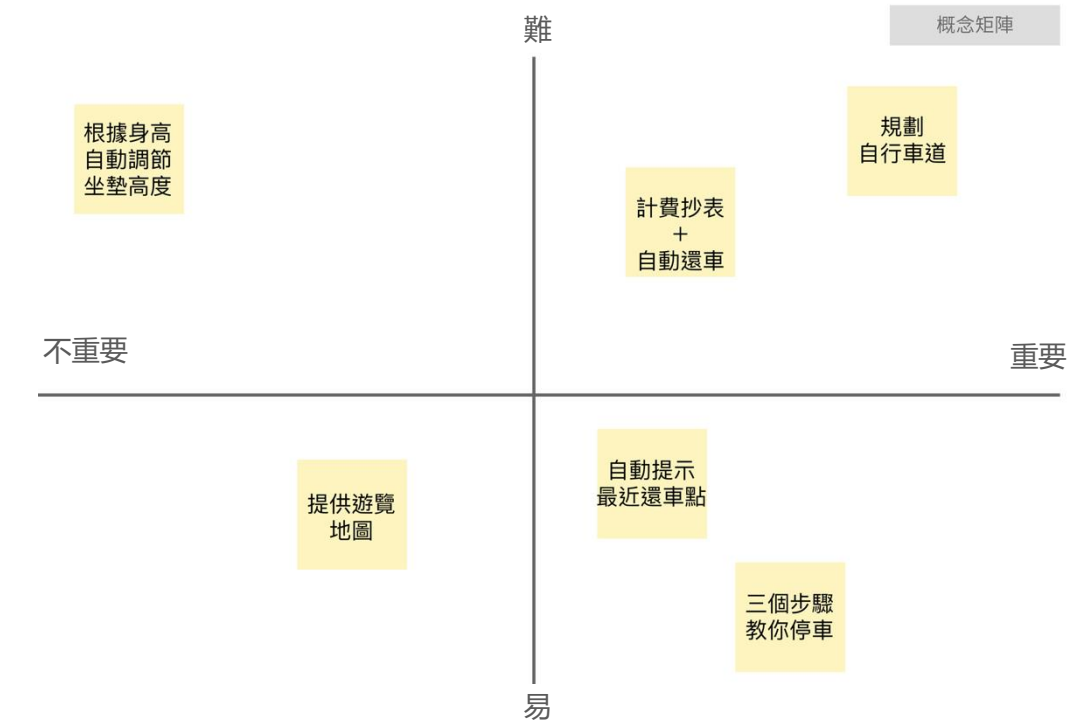 難
概念矩陣
根據身高
自動調節
坐墊高度
規劃
自行車道
計費抄表
＋
自動還車
不重要
重要
提供遊覽
地圖
自動提示
最近還車點
三個步驟
教你停車
易